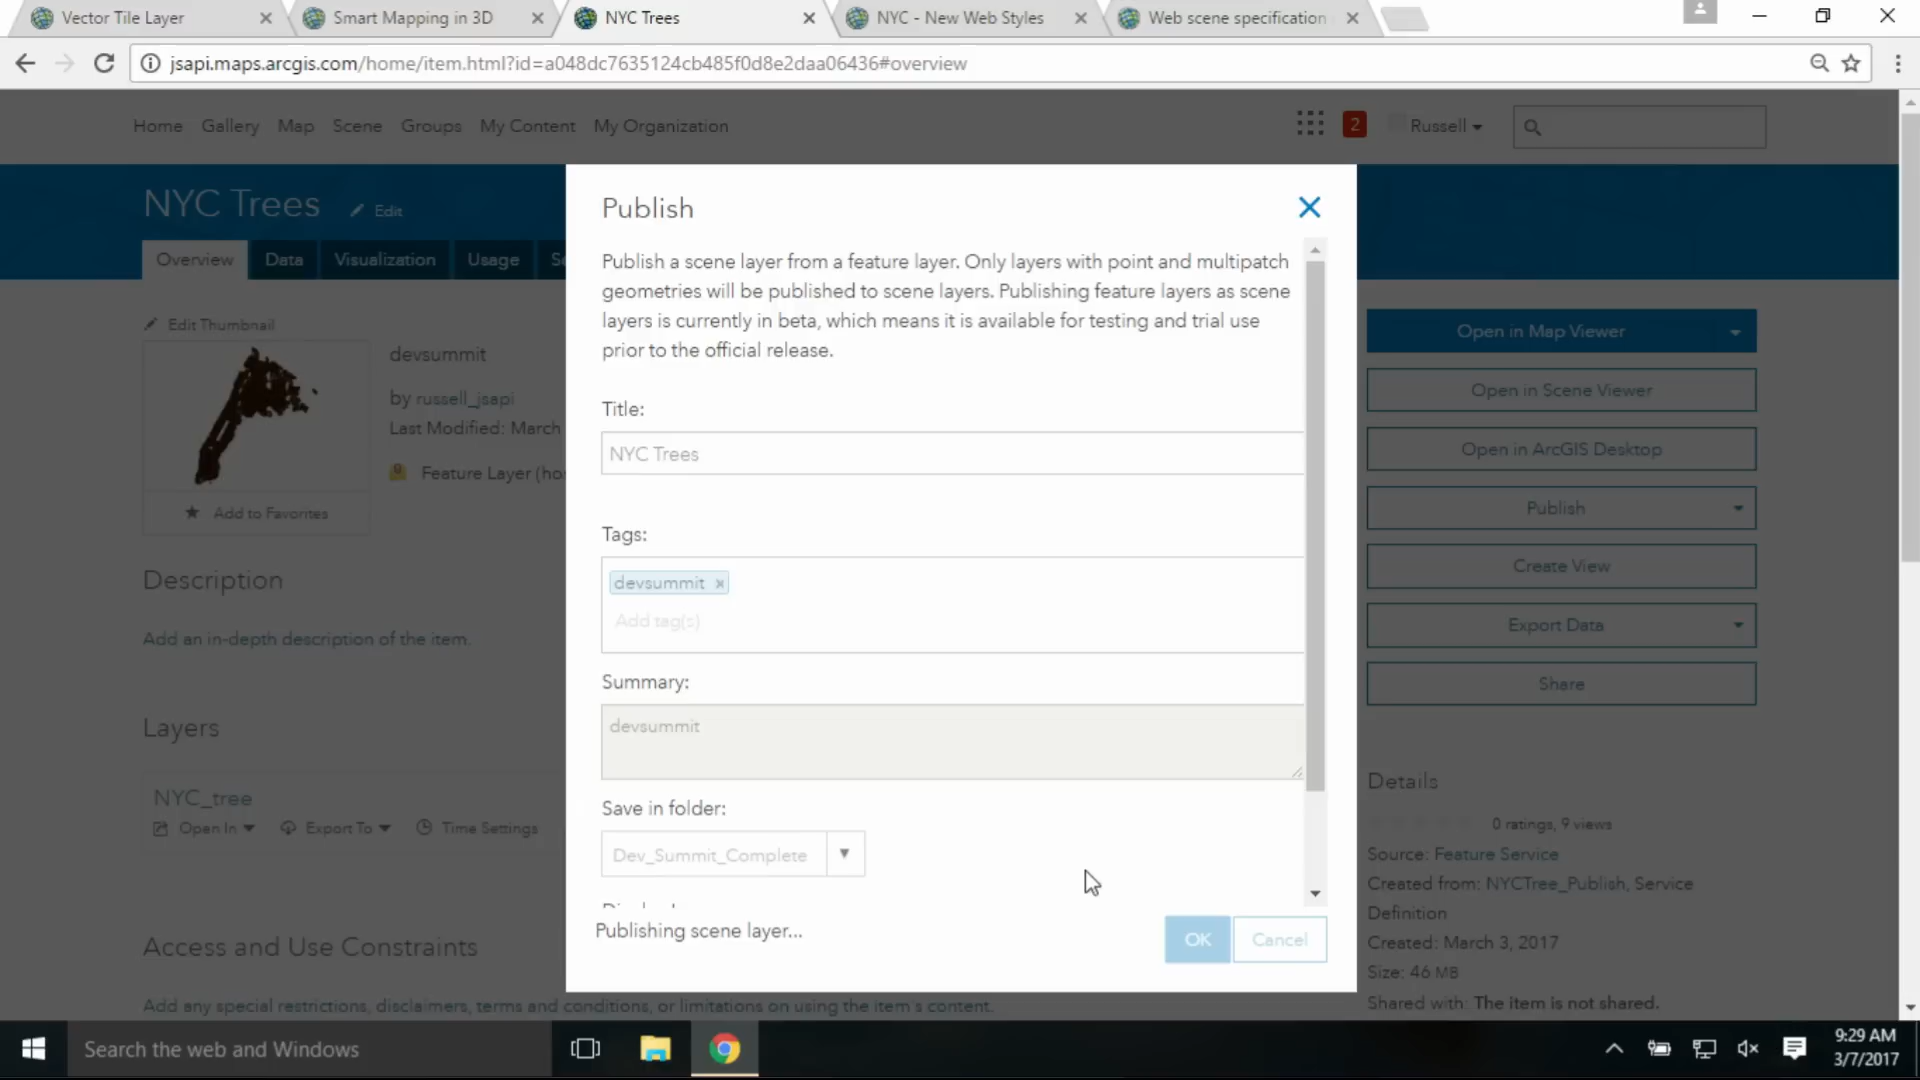 Vector Tile Layer
Smart Mapping in 3D
NYC Trees
NYC - New Web Styles
Web scene specification
jsapi.maps.arcgis.com/home/item.html?id=a048dc7635124cb485f0d8e2daa06436#overview
Home Gallery Map Scene Groups My Content My Organization
2
Russell
NYC Trees
Edit
Overview
Data
Visualization
Usage
Se
Edit Thumbnail
devsummit
by russell_jsapi
Last Modified: March
Feature Layer (hos
Add to Favorites
Description
Add an in-depth description of the item.
Layers
NYC_tree
Open In
Export To
Time Settings
Access and Use Constraints
Add any special restrictions, disclaimers, terms and conditions, or limitations on using the item's content.
Publish
Publish a scene layer from a feature layer. Only layers with point and multipatch
geometries will be published to scene layers. Publishing feature layers as scene
layers is currently in beta, which means it is available for testing and trial use
prior to the official release.
Title:
NYC Trees
Tags:
devsummit x
Add tag(s)
Summary:
devsummit
Save in folder:
Dev_Summit_Complete
Publishing scene layer...
OK
Cancel
Open in Map Viewer
Open in Scene Viewer
Open in ArcGIS Desktop
Publish
Create View
Export Data
Share
Details
0 ratings, 9 views
Source: Feature Service
Created from: NYCTree_Publish, Service
Definition
Created: March 3, 2017
Size: 46 MB
Shared with: The item is not shared.
Search the web and Windows
9:29 AM
3/7/2017